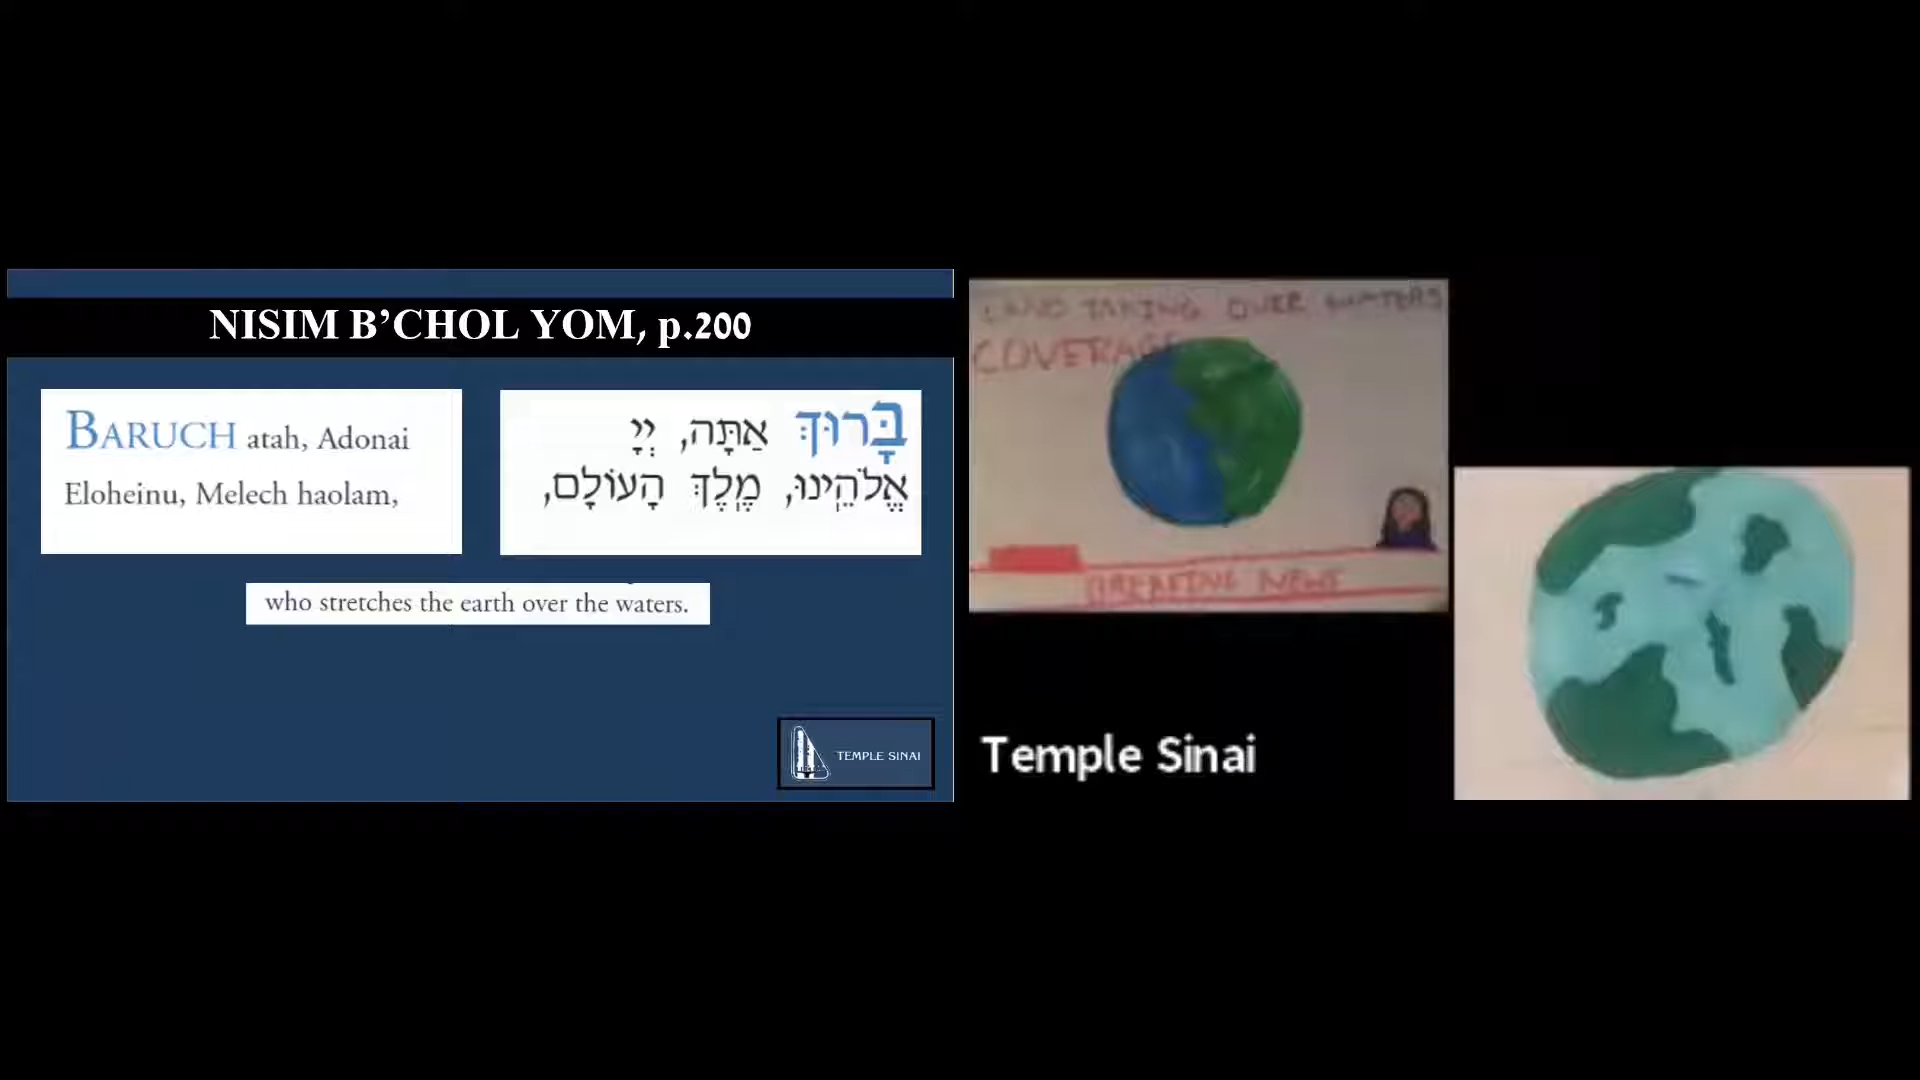 NISIM B’CHOL YOM, p.200
BARUCH atah, Adonai
Eloheinu, Melech haolam,
בָּרוּךְ אַתָּה, יְיָ
אֱלֹהֵֽינוּ, מֶֽלֶךְ הָעוֹלָם,
who stretches the earth over the waters.
TEMPLE SINAI
LAND TAKING OVER WATERS
COVERAGE
BREAKING NEWS
Temple Sinai